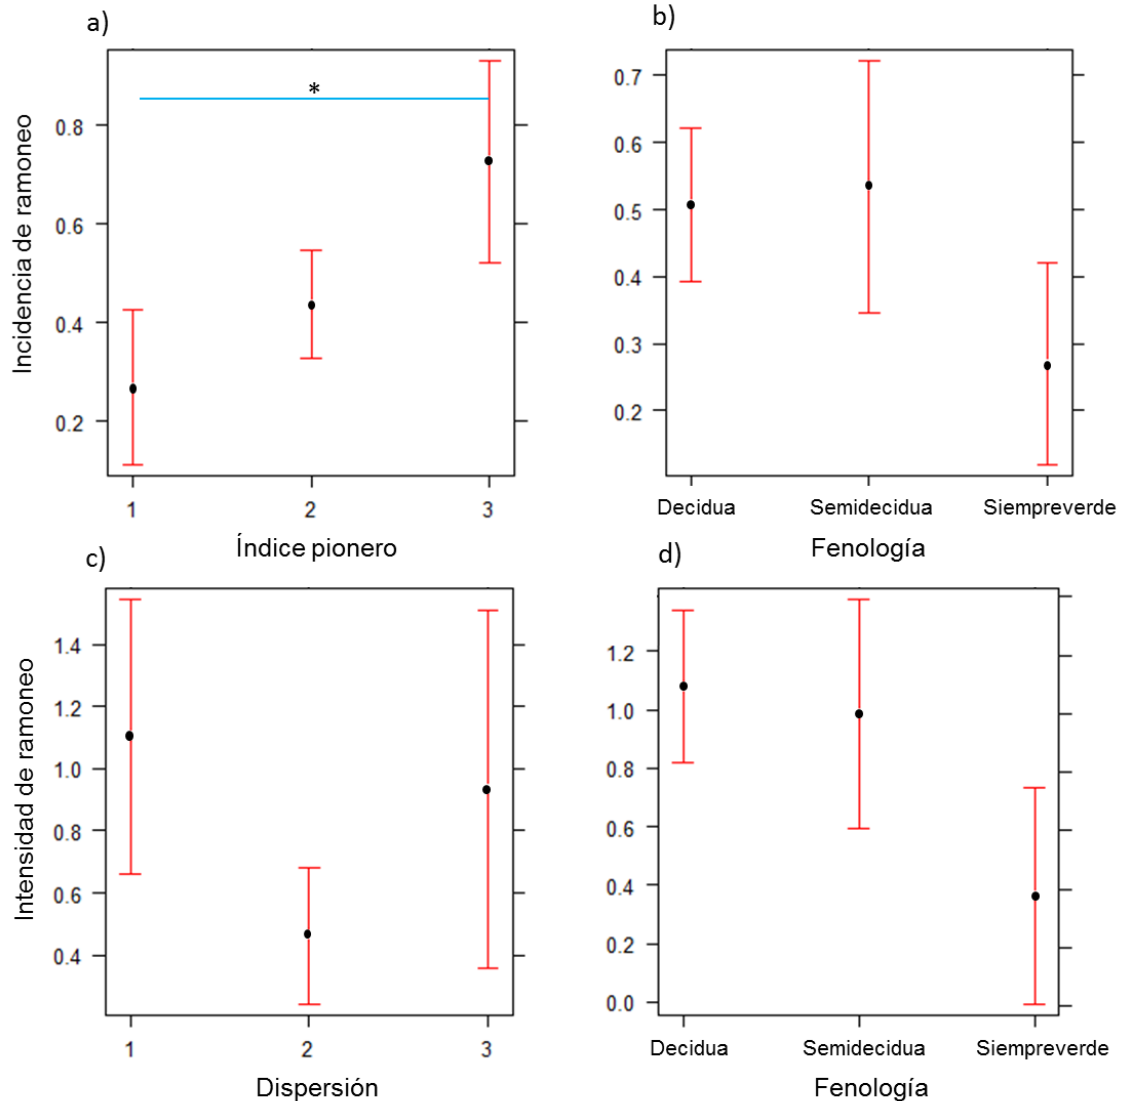 a)
*
Incidencia de ramoneo
0.8
0.6
0.4
0.2
1 2 3
Índice pionero
b)
0.7
0.6
0.5
0.4
0.3
0.2
Decidua Semidecidua Siempreverde
Fenología
c)
Intensidad de ramoneo
1.4
1.2
1.0
0.8
0.6
0.4
1 2 3
Dispersión
d)
1.2
1.0
0.8
0.6
0.4
0.2
0.0
Decidua Semidecidua Siempreverde
Fenología